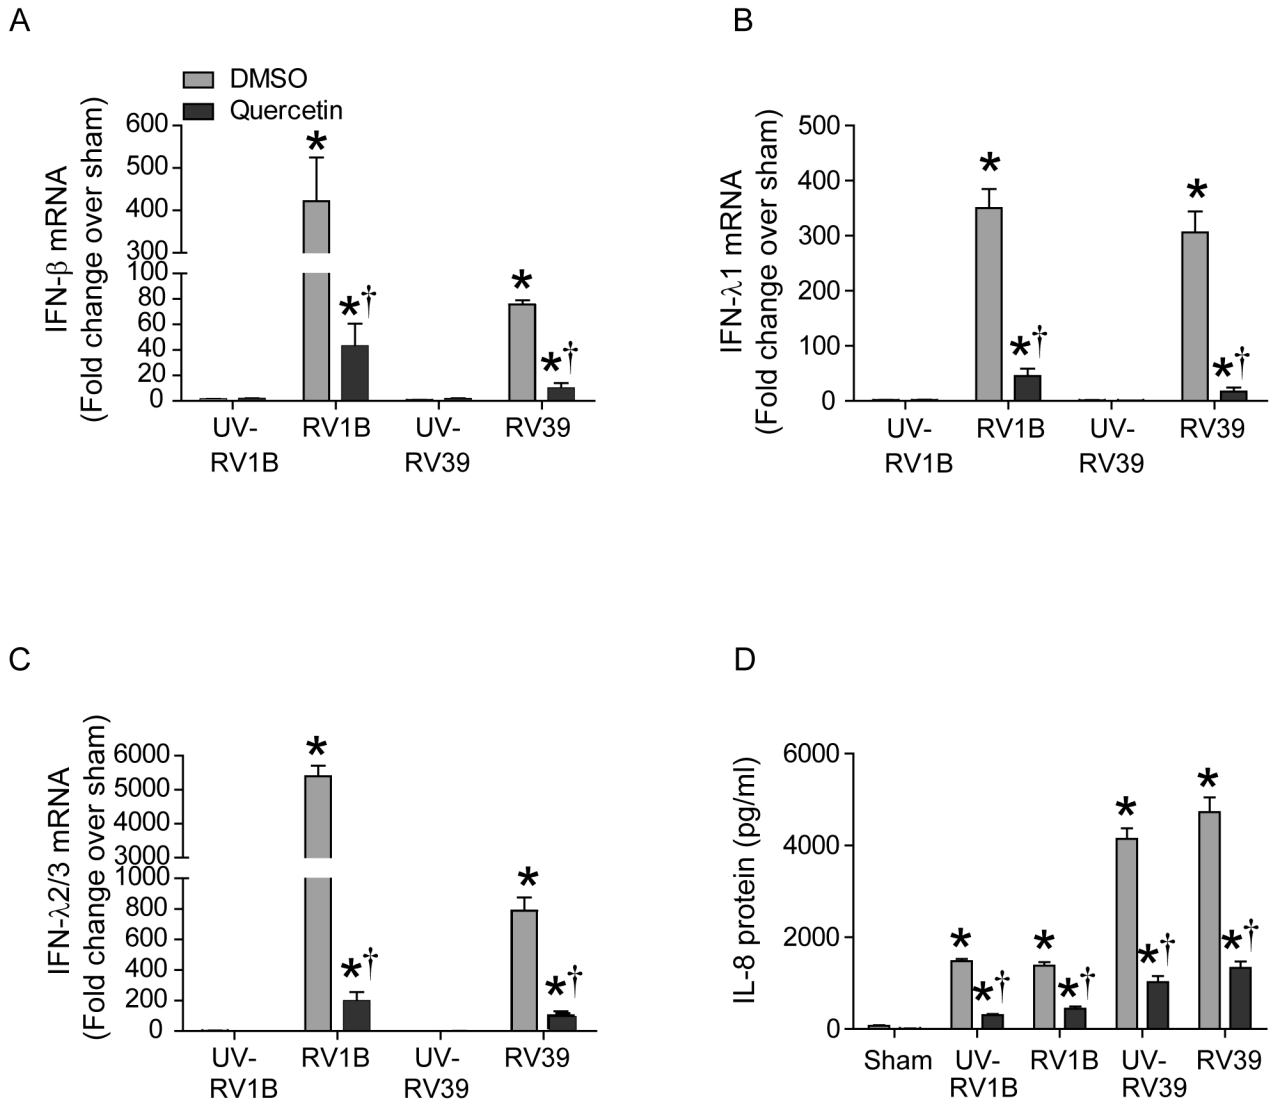 A
DMSO
Quercetin
IFN-β mRNA
(Fold change over sham)
600
500
400
300
100
80
60
40
20
0
*
*†
*
*†
UV-
RV1B
RV1B
UV-
RV39
RV39
B
IFN-λ1 mRNA
(Fold change over sham)
500
400
300
200
100
0
*
*†
*
*†
UV-
RV1B
RV1B
UV-
RV39
RV39
C
IFN-λ2/3 mRNA
(Fold change over sham)
6000
5000
4000
3000
1000
800
600
400
200
0
*
*†
*
*†
UV-
RV1B
RV1B
UV-
RV39
RV39
D
IL-8 protein (pg/ml)
6000
4000
2000
0
*
*†
*
*†
*
*†
*
*†
Sham
UV-
RV1B
RV1B
UV-
RV39
RV39